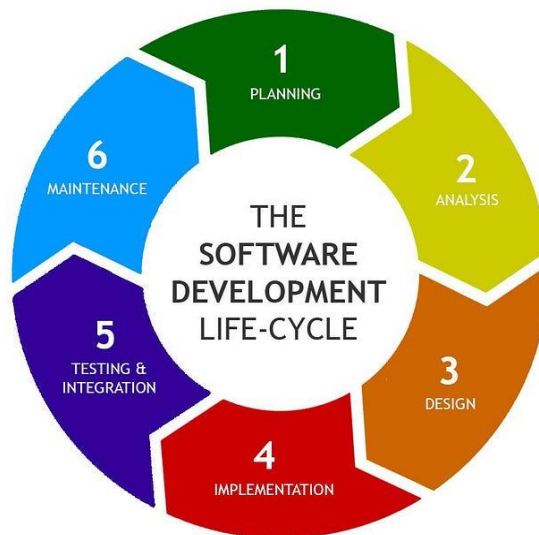 1
PLANNING
2
ANALYSIS
3
DESIGN
4
IMPLEMENTATION
5
TESTING &
INTEGRATION
6
MAINTENANCE
THE
SOFTWARE
DEVELOPMENT
LIFE-CYCLE